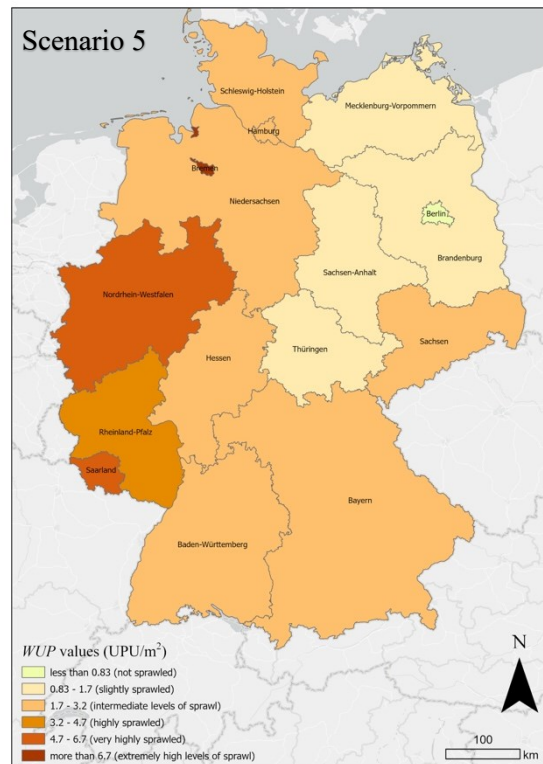 Scenario 5
Schleswig-Holstein
Mecklenburg-Vorpommern
Hamburg
Bremen
Niedersachsen
Berlin
Brandenburg
Sachsen-Anhalt
Nordrhein-Westfalen
Sachsen
Thüringen
Hessen
Rheinland-Pfalz
Saarland
Bayern
Baden-Württemberg
WUP values (UPU/m²)
less than 0.83 (not sprawled)
0.83 - 1.7 (slightly sprawled)
1.7 - 3.2 (intermediate levels of sprawl)
3.2 - 4.7 (highly sprawled)
4.7 - 6.7 (very highly sprawled)
more than 6.7 (extremely high levels of sprawl)
N
100
km